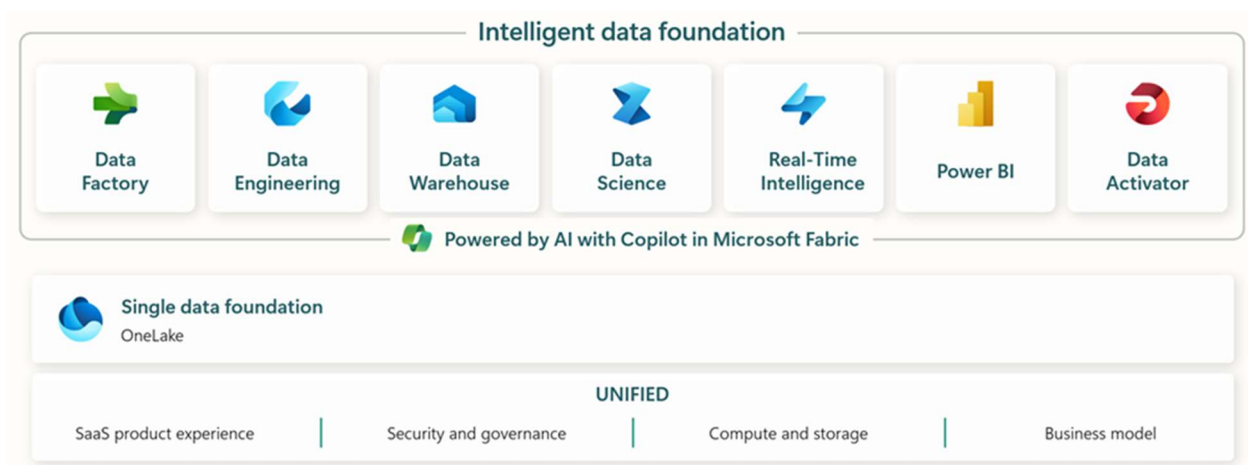 Intelligent data foundation
Data
Factory
Data
Engineering
Data
Warehouse
Data
Science
Real-Time
Intelligence
Power BI
Data
Activator
Powered by AI with Copilot in Microsoft Fabric
Single data foundation
OneLake
UNIFIED
SaaS product experience
Security and governance
Compute and storage
Business model